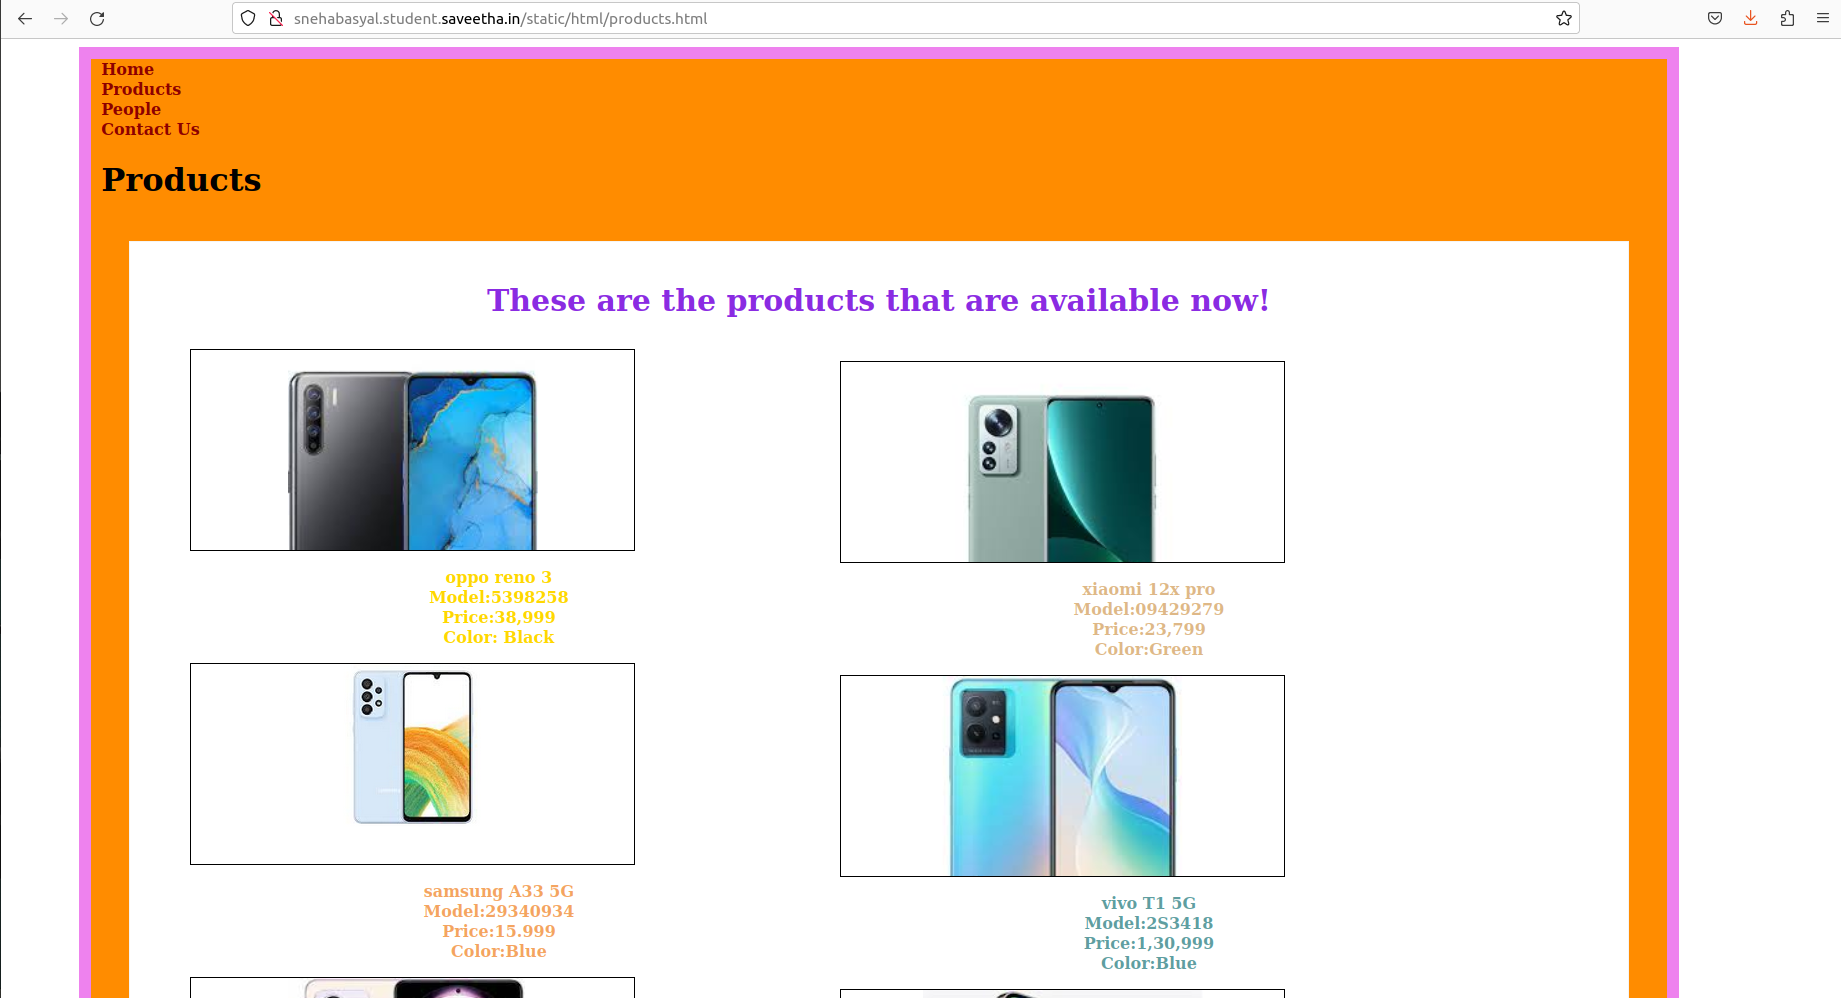 snehabasyal.student.saveetha.in/static/html/products.html
Home
Products
People
Contact Us
Products
These are the products that are available now!
oppo reno 3
Model:5398258
Price:38,999
Color: Black
xiaomi 12x pro
Model:09429279
Price:23,799
Color:Green
samsung A33 5G
Model:29340934
Price:15.999
Color:Blue
vivo T1 5G
Model:2S3418
Price:1,30,999
Color:Blue